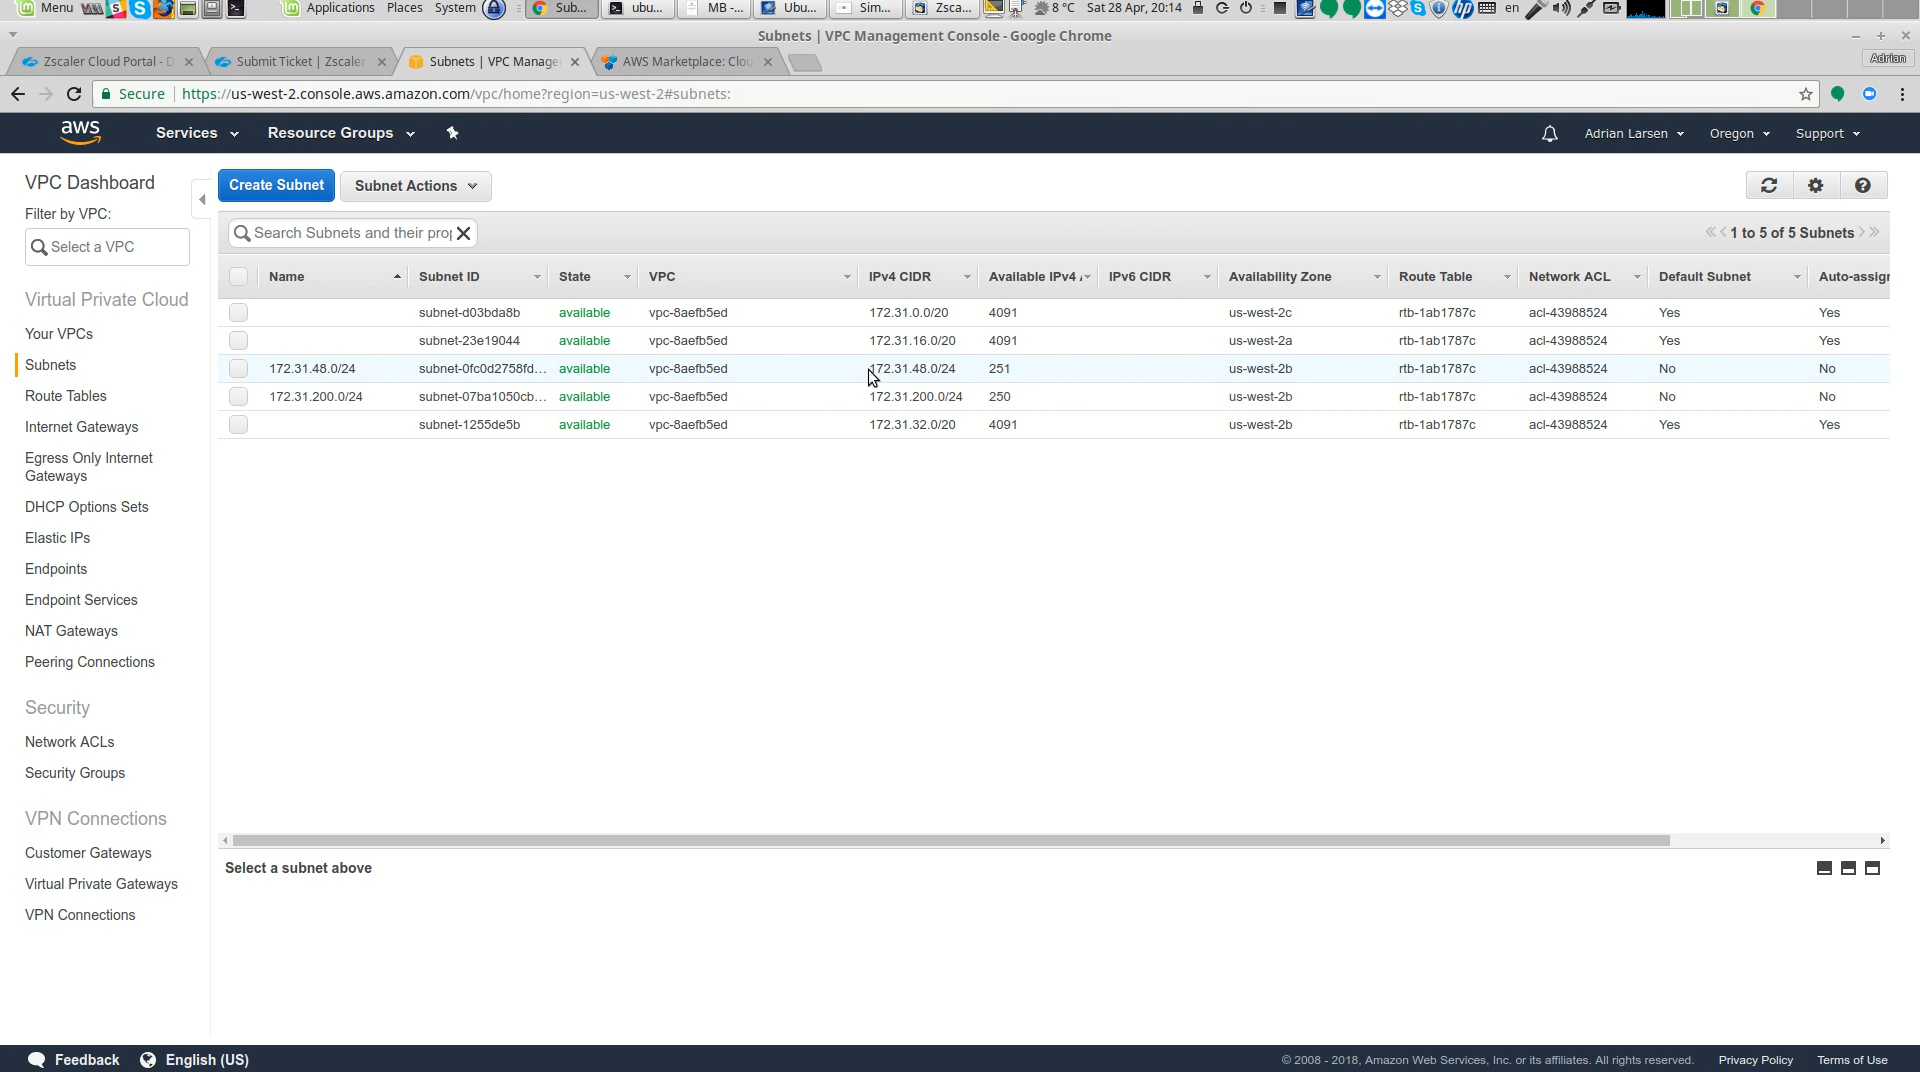 Menu Applications Places System Sub... ubu... MB -... Ubu... Sim... Zsca... 8 °C Sat 28 Apr, 20:14 en
Subnets | VPC Management Console - Google Chrome
Zscaler Cloud Portal - D Submit Ticket | Zscaler Subnets | VPC Manage AWS Marketplace: Clou Adrian
Secure https://us-west-2.console.aws.amazon.com/vpc/home?region=us-west-2#subnets:
aws Services Resource Groups Adrian Larsen Oregon Support
VPC Dashboard
Filter by VPC:
Select a VPC
Virtual Private Cloud
Your VPCs
Subnets
Route Tables
Internet Gateways
Egress Only Internet
Gateways
DHCP Options Sets
Elastic IPs
Endpoints
Endpoint Services
NAT Gateways
Peering Connections
Security
Network ACLs
Security Groups
VPN Connections
Customer Gateways
Virtual Private Gateways
VPN Connections
Create Subnet Subnet Actions
Search Subnets and their pro 1 to 5 of 5 Subnets
Name Subnet ID State VPC IPv4 CIDR Available IPv4 IPv6 CIDR Availability Zone Route Table Network ACL Default Subnet Auto-assign
subnet-d03bda8b available vpc-8aefb5ed 172.31.0.0/20 4091 us-west-2c rtb-1ab1787c acl-43988524 Yes Yes
subnet-23e19044 available vpc-8aefb5ed 172.31.16.0/20 4091 us-west-2a rtb-1ab1787c acl-43988524 Yes Yes
172.31.48.0/24 subnet-0fc0d2758fd... available vpc-8aefb5ed 172.31.48.0/24 251 us-west-2b rtb-1ab1787c acl-43988524 No No
172.31.200.0/24 subnet-07ba1050cb... available vpc-8aefb5ed 172.31.200.0/24 250 us-west-2b rtb-1ab1787c acl-43988524 No No
subnet-1255de5b available vpc-8aefb5ed 172.31.32.0/20 4091 us-west-2b rtb-1ab1787c acl-43988524 Yes Yes
Select a subnet above
Feedback English (US) © 2008 - 2018, Amazon Web Services, Inc. or its affiliates. All rights reserved. Privacy Policy Terms of Use